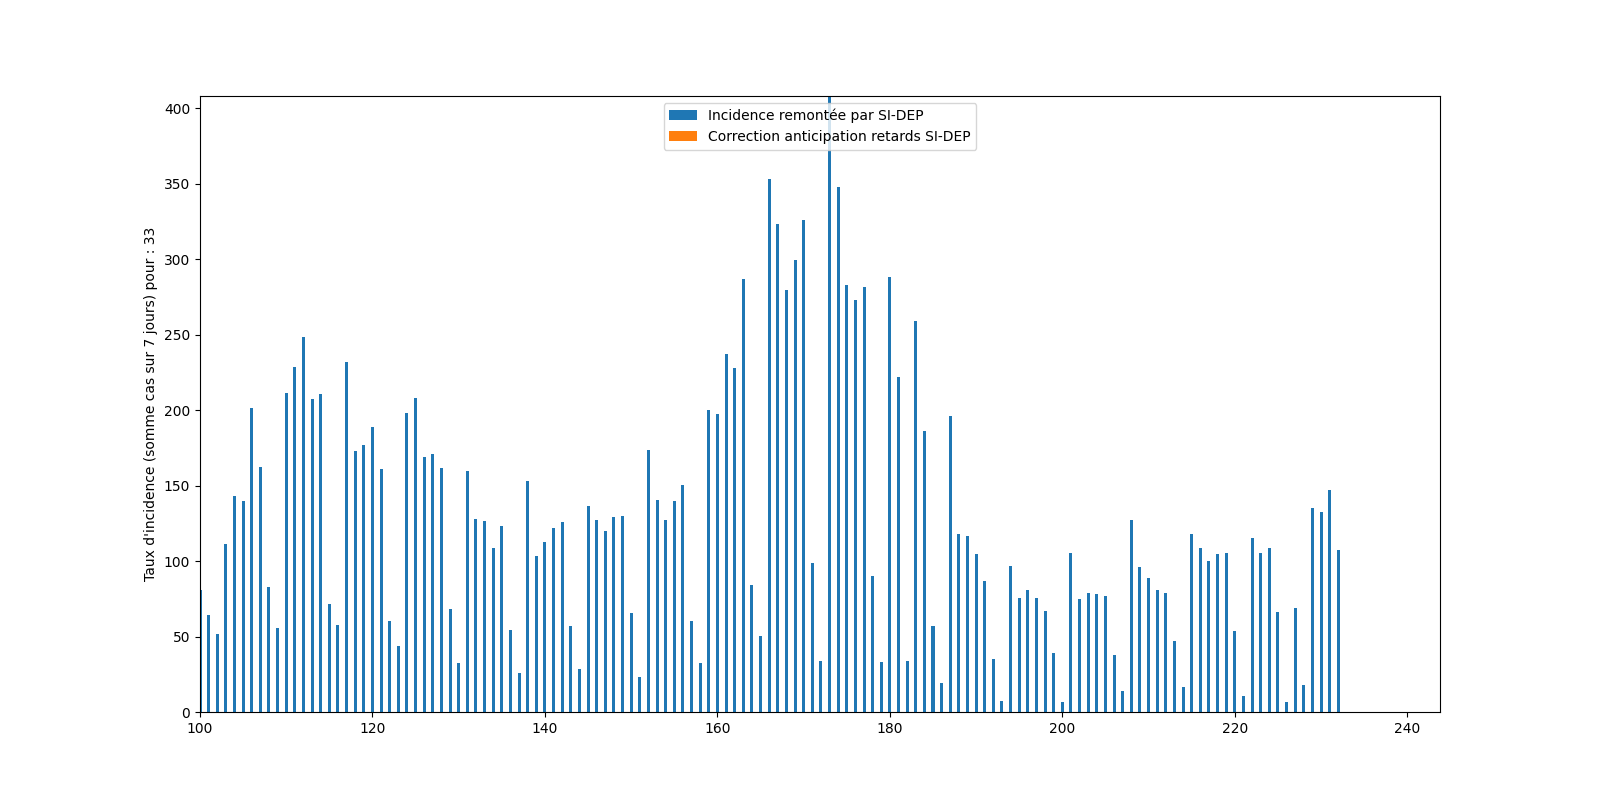 Incidence remontée par SI-DEP
Correction anticipation retards SI-DEP
Taux d'incidence (somme cas sur 7 jours) pour : 33
400
350
300
250
200
150
100
50
0
100 120 140 160 180 200 220 240